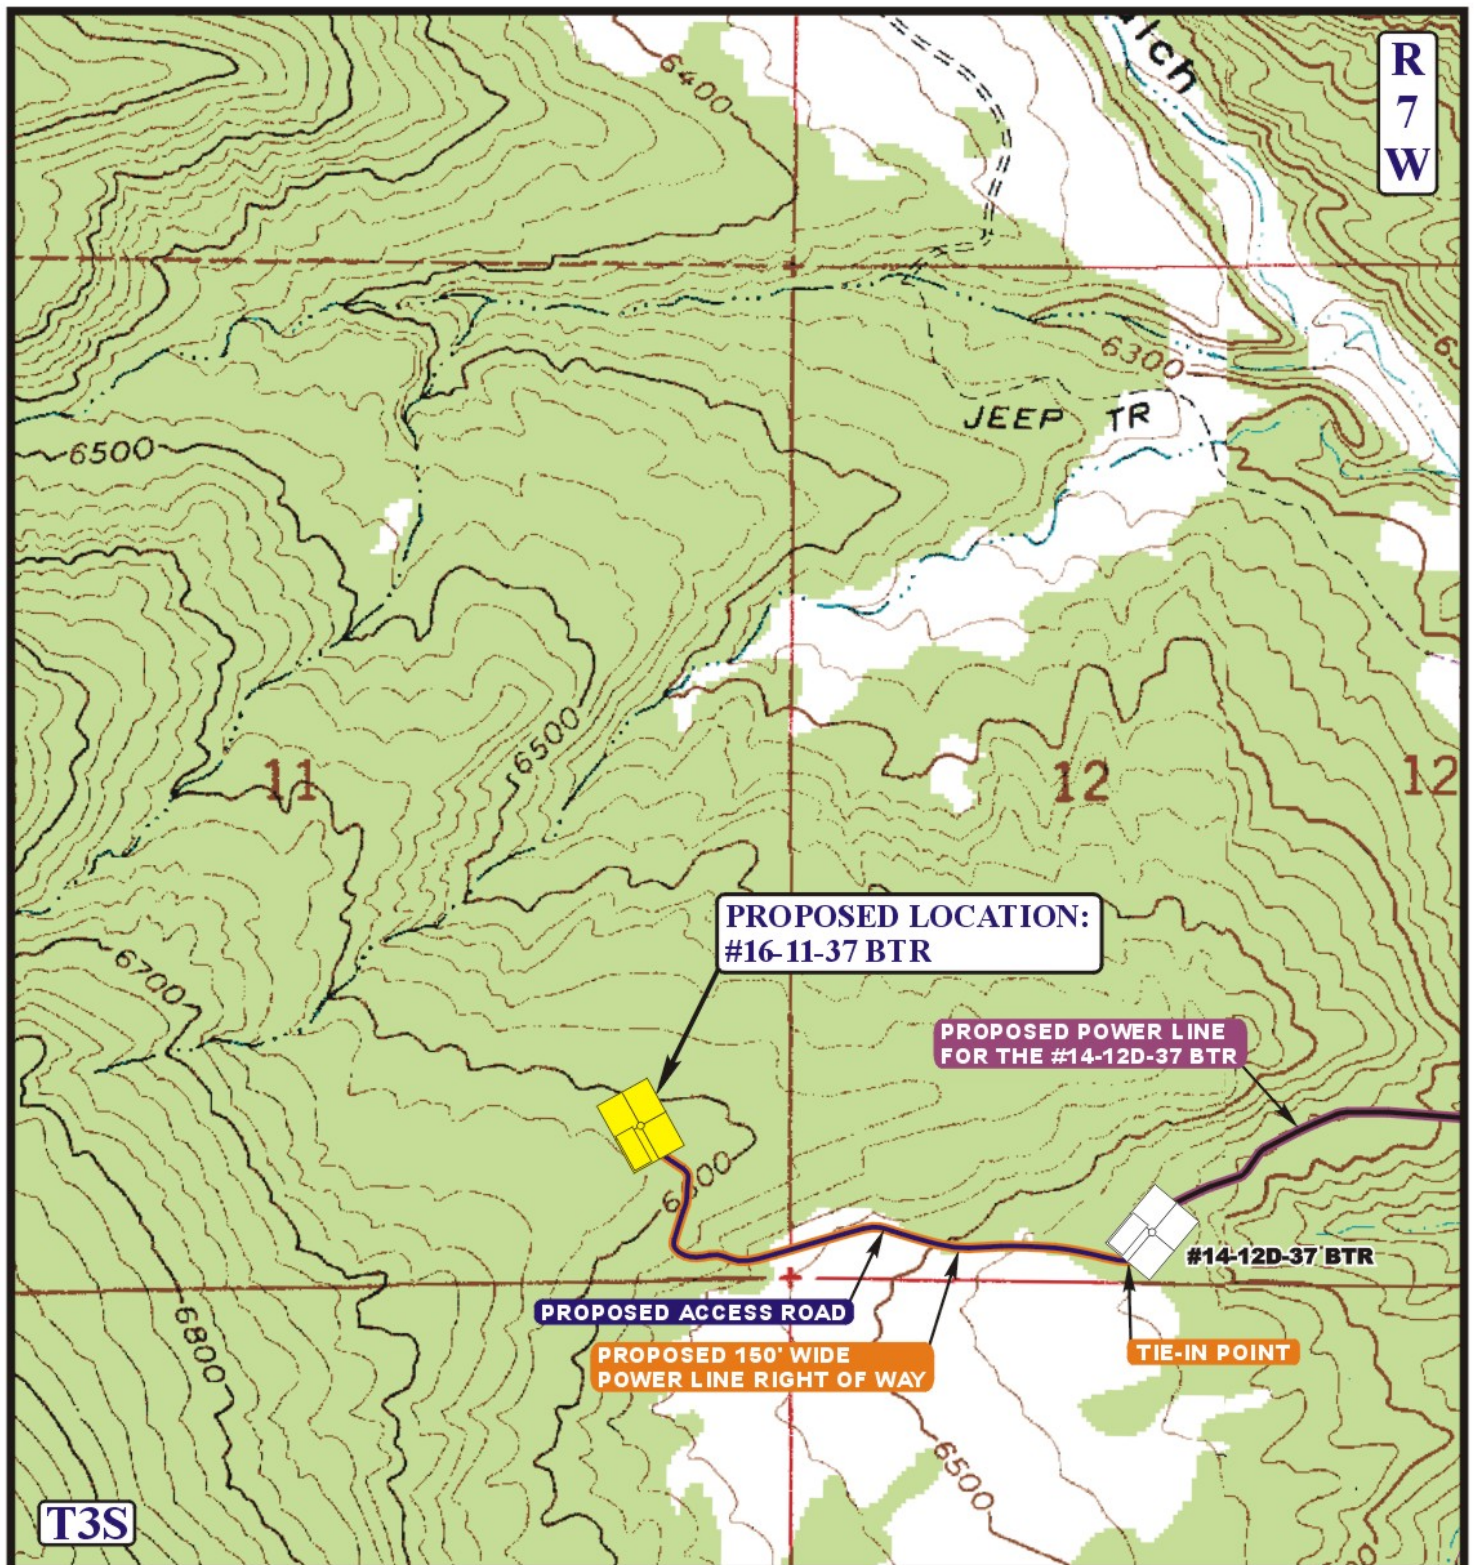 R
7
W
6400
6300
JEEP TR
6500
6500
11
12
12
PROPOSED LOCATION:
#16-11-37 BTR
6700
PROPOSED POWER LINE
FOR THE #14-12D-37 BTR
#14-12D-37 BTR
PROPOSED ACCESS ROAD
PROPOSED 150' WIDE
POWER LINE RIGHT OF WAY
TIE-IN POINT
6800
6500
T3S